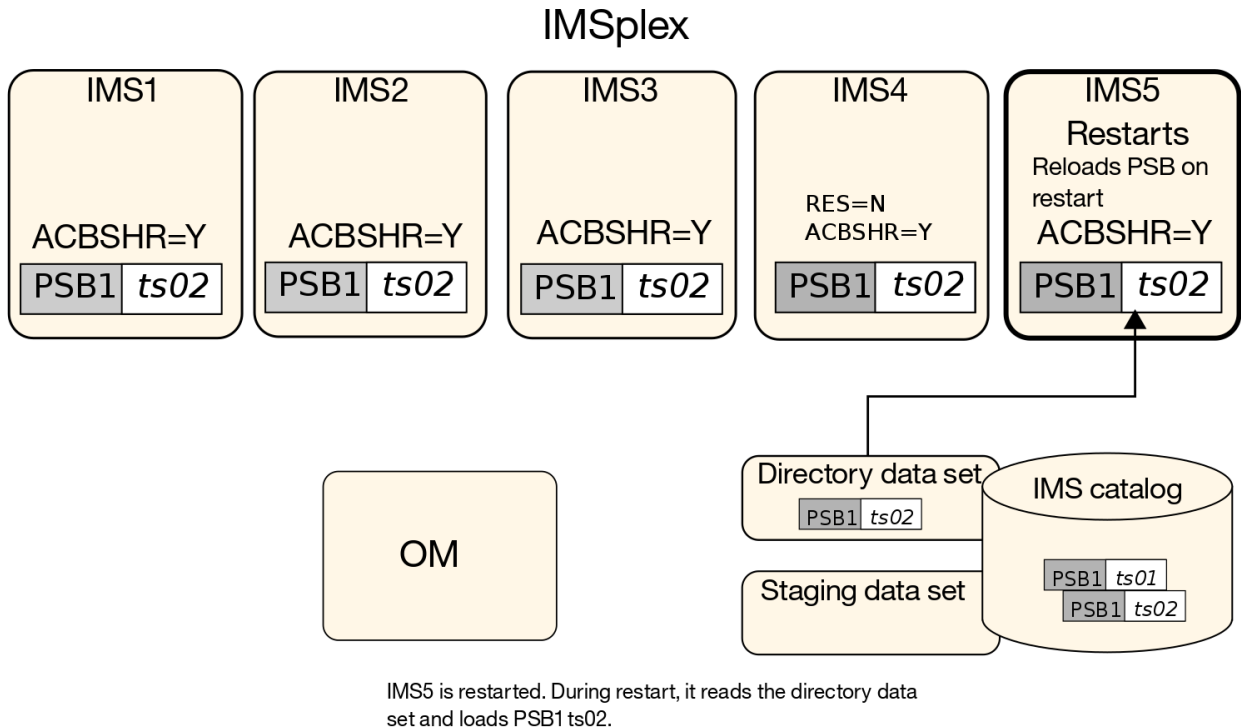 IMSplex
IMS1
ACBSHR=Y
PSB1 ts02
IMS2
ACBSHR=Y
PSB1 ts02
IMS3
ACBSHR=Y
PSB1 ts02
IMS4
RES=N
ACBSHR=Y
PSB1 ts02
IMS5
Restarts
Reloads PSB on
restart
ACBSHR=Y
PSB1 ts02
OM
Directory data set
PSB1 ts02
Staging data set
IMS catalog
PSB1 ts01
PSB1 ts02
IMS5 is restarted. During restart, it reads the directory data
set and loads PSB1 ts02.